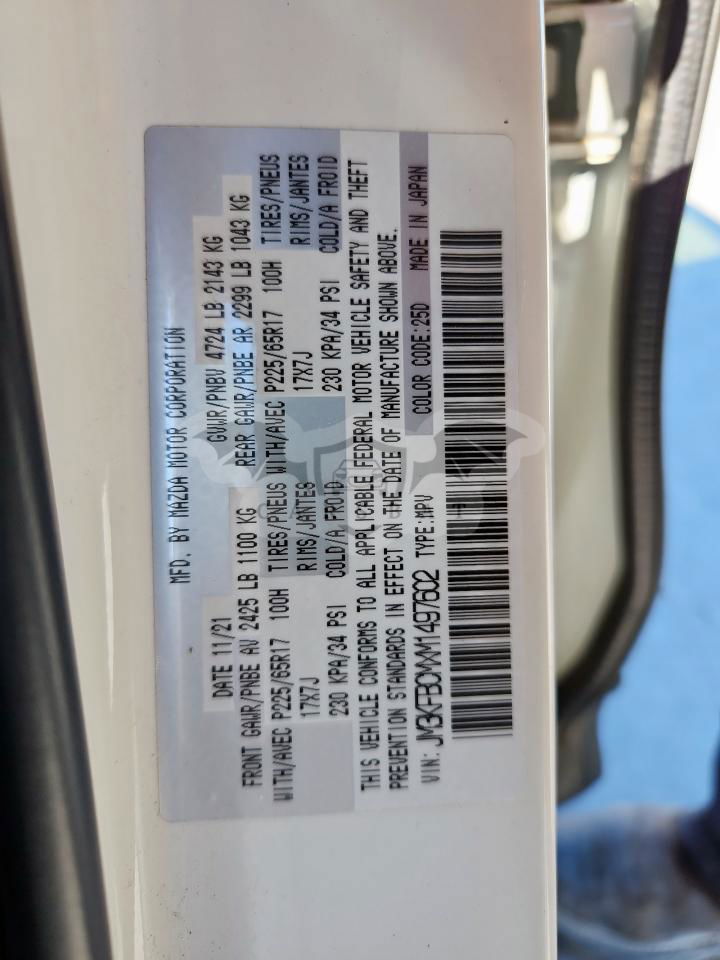 MFD. BY MAZDA MOTOR CORPORATION
DATE 11/21 GVWR/PNBV 4724 LB 2143 KG
FRONT GAWR/PNBE AV 2425 LB 1100 KG REAR GAWR/PNBE AR 2299 LB 1043 KG
WITH/AVEC P225/65R17 100H TIRES/PNEUS WITH/AVEC P225/65R17 100H TIRES/PNEUS
17X7J RIMS/JANTES 17X7J RIMS/JANTES
230 KPA/34 PSI COLD/A FROID 230 KPA/34 PSI COLD/A FROID
THIS VEHICLE CONFORMS TO ALL APPLICABLE FEDERAL MOTOR VEHICLE SAFETY AND THEFT
PREVENTION STANDARDS IN EFFECT ON THE DATE OF MANUFACTURE SHOWN ABOVE.
VIN: JM3KFBCMXM1497602 TYPE:MPV COLOR CODE:25D MADE IN JAPAN